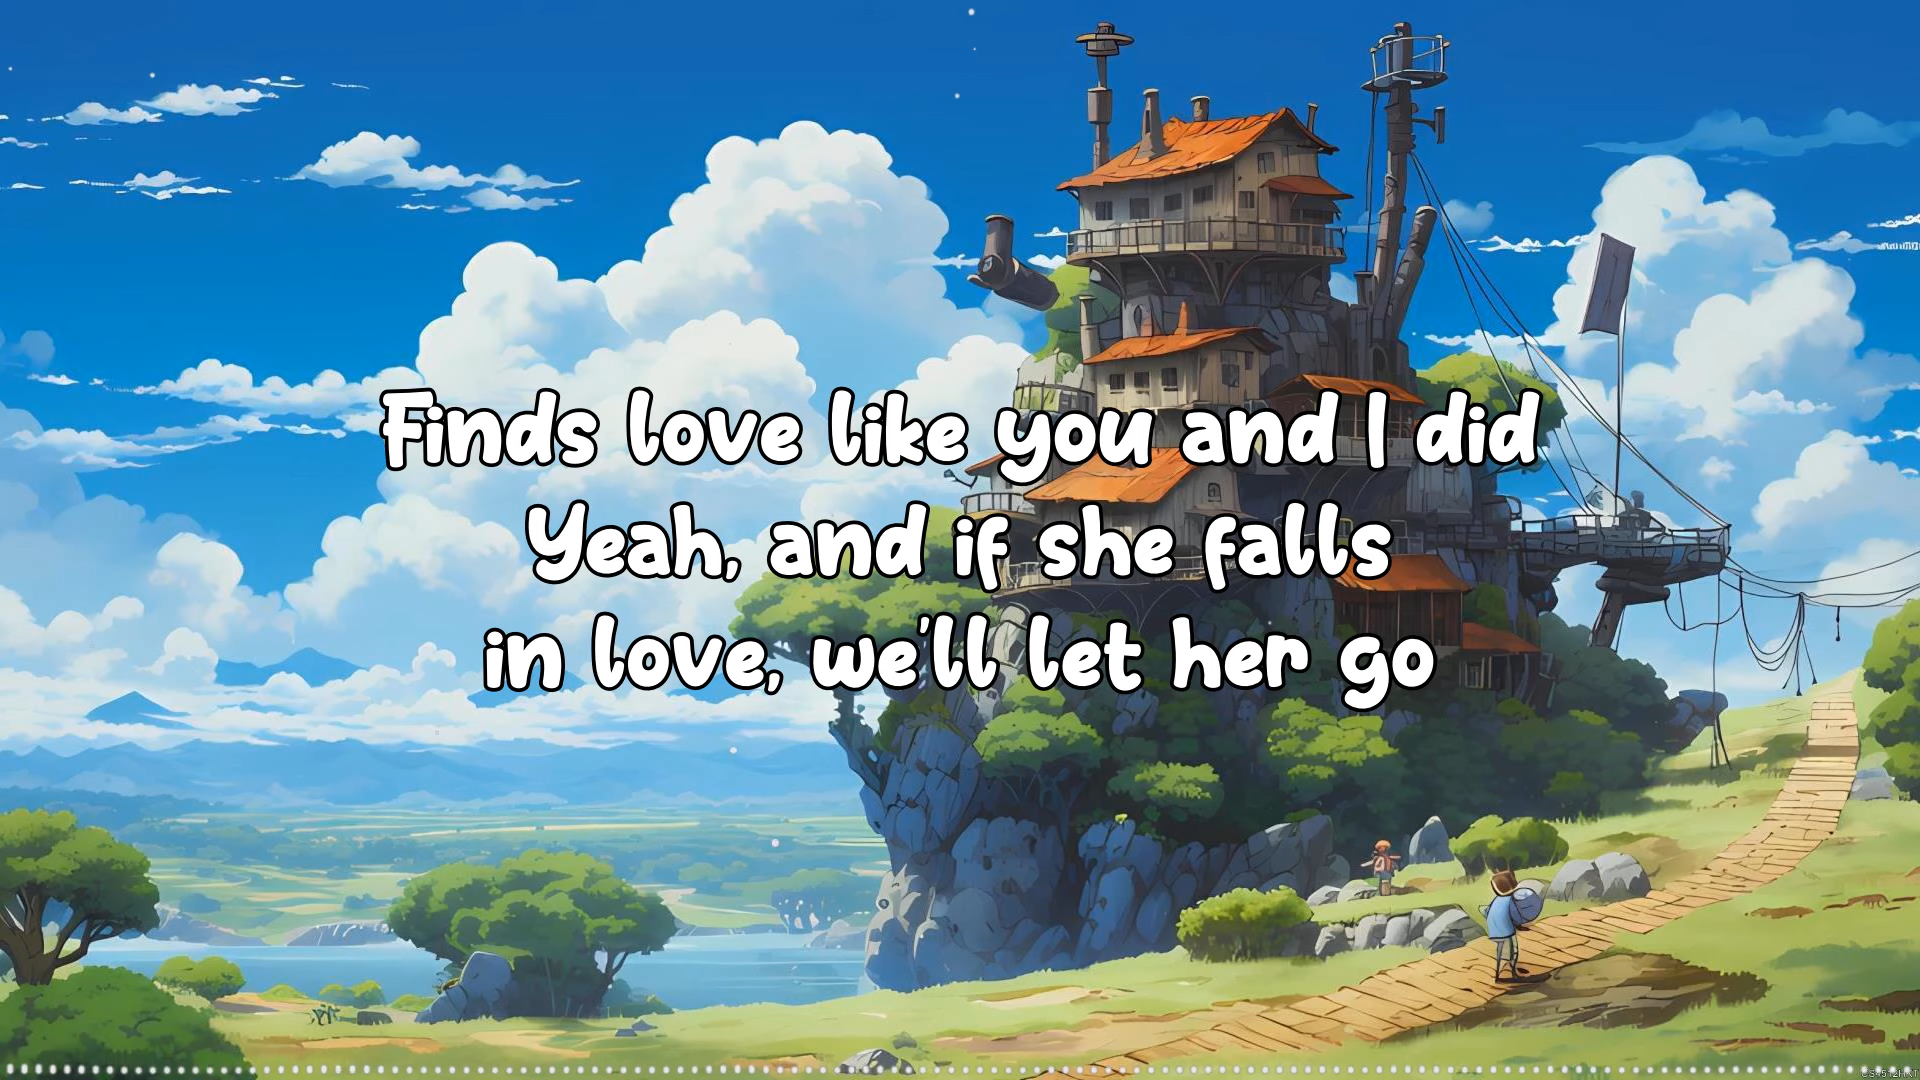 Finds love like you and I did
Yeah, and if she falls
in love, we'll let her go